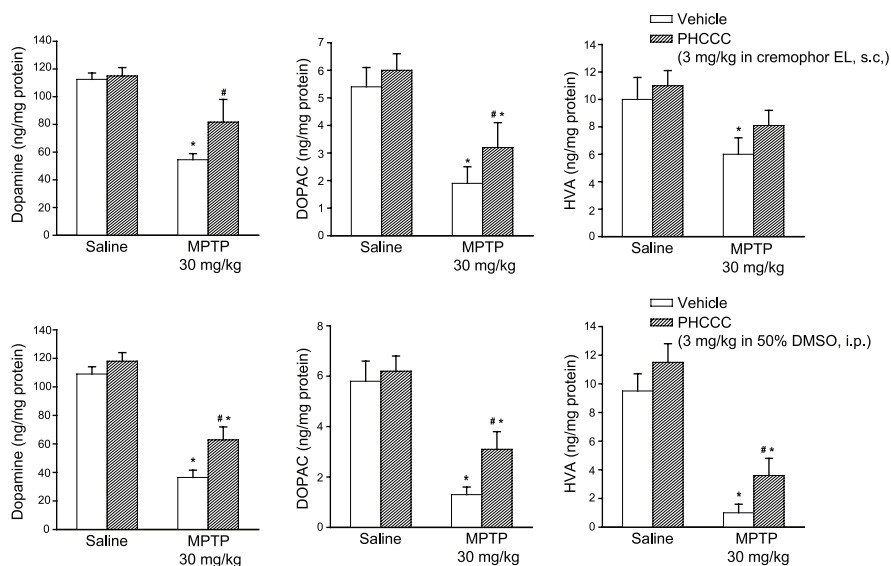 Vehicle
PHCCC
(3 mg/kg in cremophor EL, s.c,)
Dopamine (ng/mg protein)
140
120
100
80
60
40
20
0
*
#
Saline
MPTP
30 mg/kg
DOPAC (ng/mg protein)
7
6
5
4
3
2
1
0
*
# *
Saline
MPTP
30 mg/kg
HVA (ng/mg protein)
14
12
10
8
6
4
2
0
*
Saline
MPTP
30 mg/kg
Vehicle
PHCCC
(3 mg/kg in 50% DMSO, i.p.)
Dopamine (ng/mg protein)
140
120
100
80
60
40
20
0
*
# *
Saline
MPTP
30 mg/kg
DOPAC (ng/mg protein)
8
6
4
2
0
*
# *
Saline
MPTP
30 mg/kg
HVA (ng/mg protein)
14
12
10
8
6
4
2
0
*
# *
Saline
MPTP
30 mg/kg